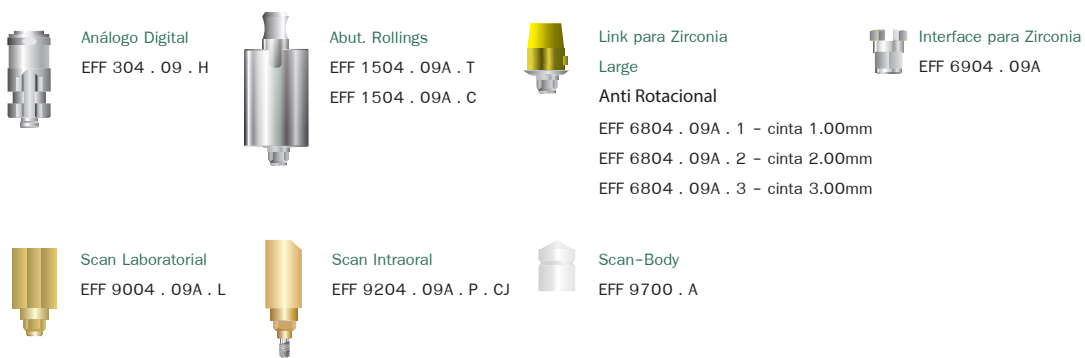 Análogo Digital
EFF 304 . 09 . H
Abut. Rollings
EFF 1504 . 09A . T
EFF 1504 . 09A . C
Link para Zirconia
Large
Anti Rotacional
EFF 6804 . 09A . 1 - cinta 1.00mm
EFF 6804 . 09A . 2 - cinta 2.00mm
EFF 6804 . 09A . 3 - cinta 3.00mm
Interface para Zirconia
EFF 6904 . 09A
Scan Laboratorial
EFF 9004 . 09A . L
Scan Intraoral
EFF 9204 . 09A . P . CJ
Scan-Body
EFF 9700 . A